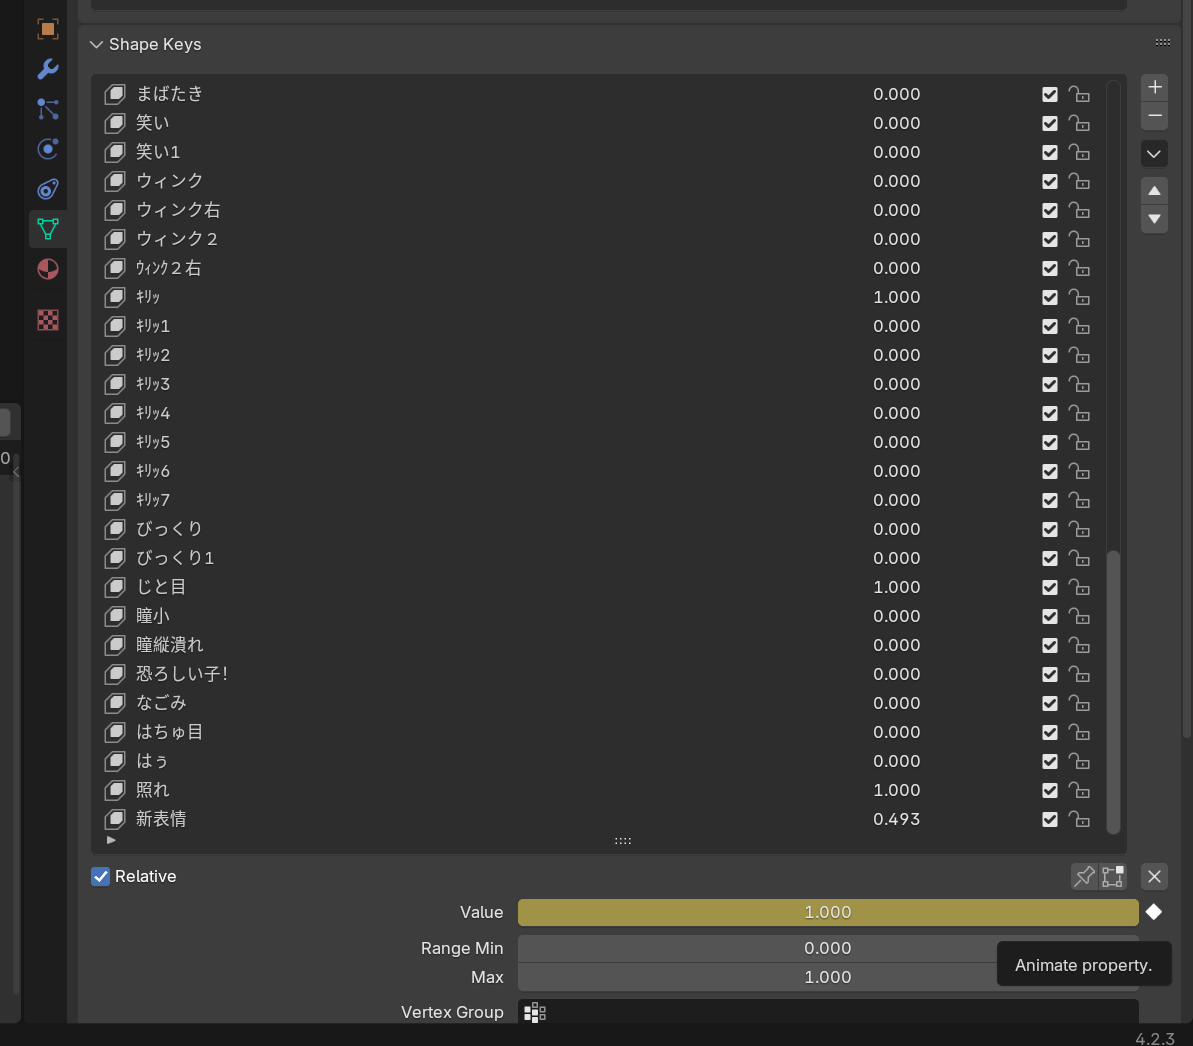 Shape Keys
まばたき 0.000
笑い 0.000
笑い1 0.000
ウィンク 0.000
ウィンク右 0.000
ウィンク２ 0.000
ｳｨﾝｸ２右 0.000
ｷﾘｯ 1.000
ｷﾘｯ1 0.000
ｷﾘｯ2 0.000
ｷﾘｯ3 0.000
ｷﾘｯ4 0.000
0
ｷﾘｯ5 0.000
ｷﾘｯ6 0.000
ｷﾘｯ7 0.000
びっくり 0.000
びっくり1 0.000
じと目 1.000
瞳小 0.000
瞳縦潰れ 0.000
恐ろしい子! 0.000
なごみ 0.000
はちゅ目 0.000
はぅ 0.000
照れ 1.000
新表情 0.493
Relative
Value 1.000
Range Min 0.000
Animate property.
Max 1.000
Vertex Group
4.2.3